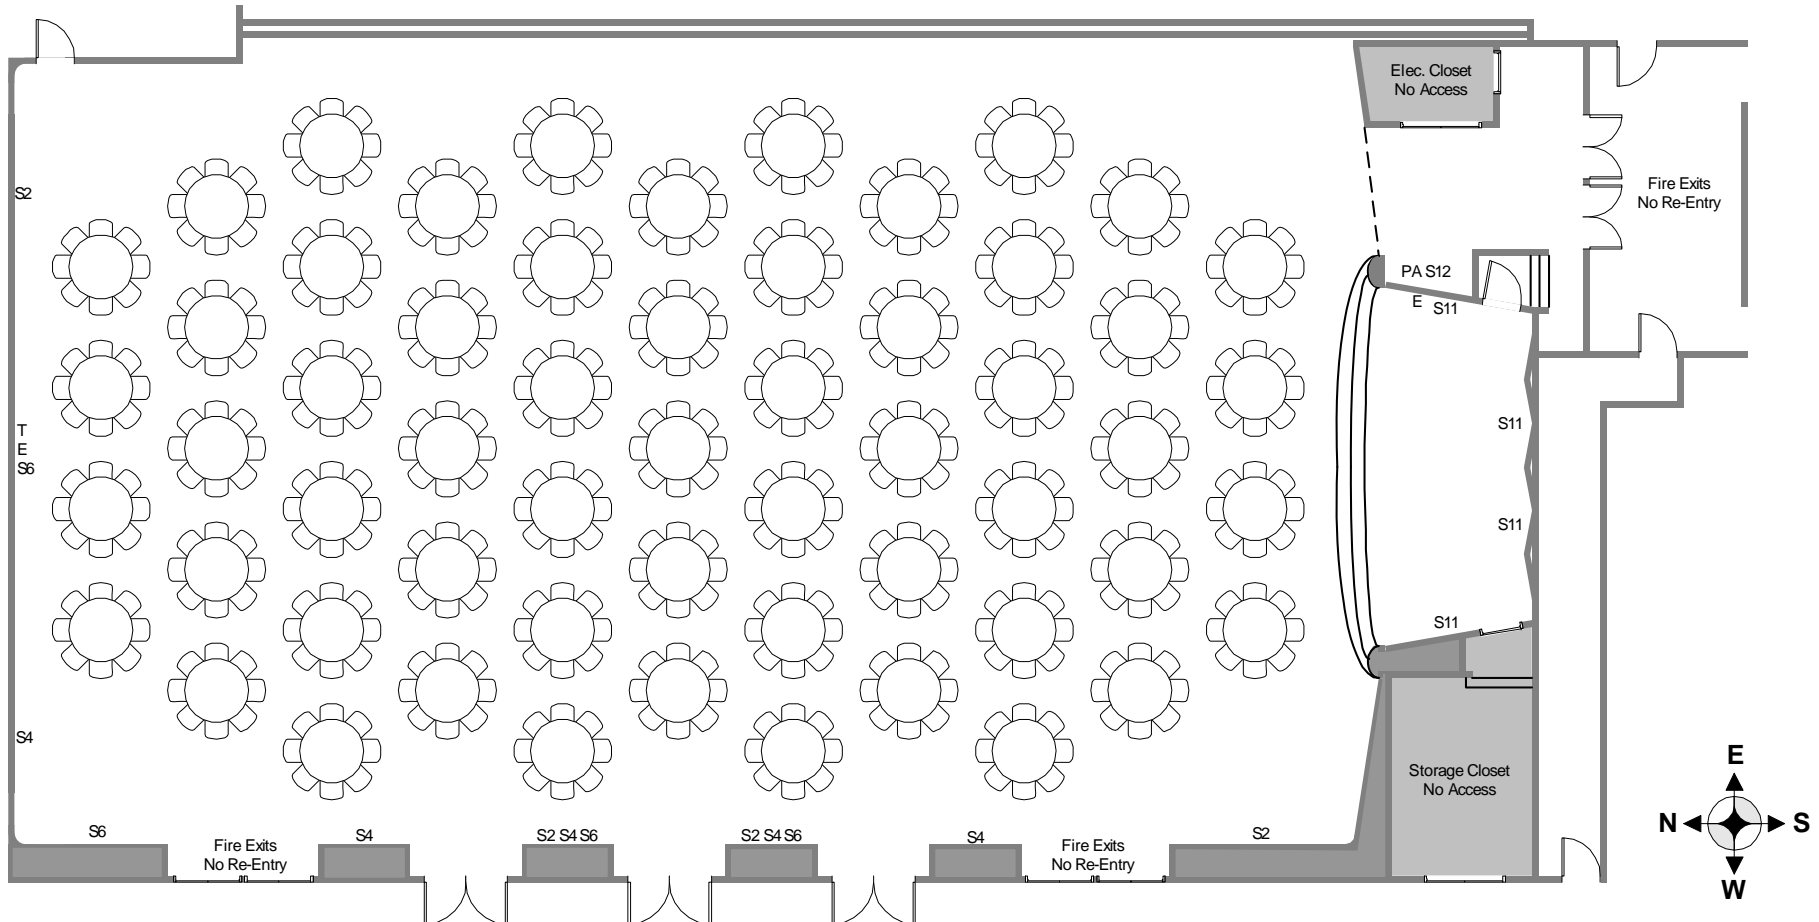 Elec. Closet
No Access
Fire Exits
No Re-Entry
S2
PA S12
E S11
S11
T
E
S6
S11
S11
S4
Storage Closet
No Access
E
N S
W
S6
Fire Exits
No Re-Entry
S4
S2 S4 S6
S2 S4 S6
S4
Fire Exits
No Re-Entry
S2